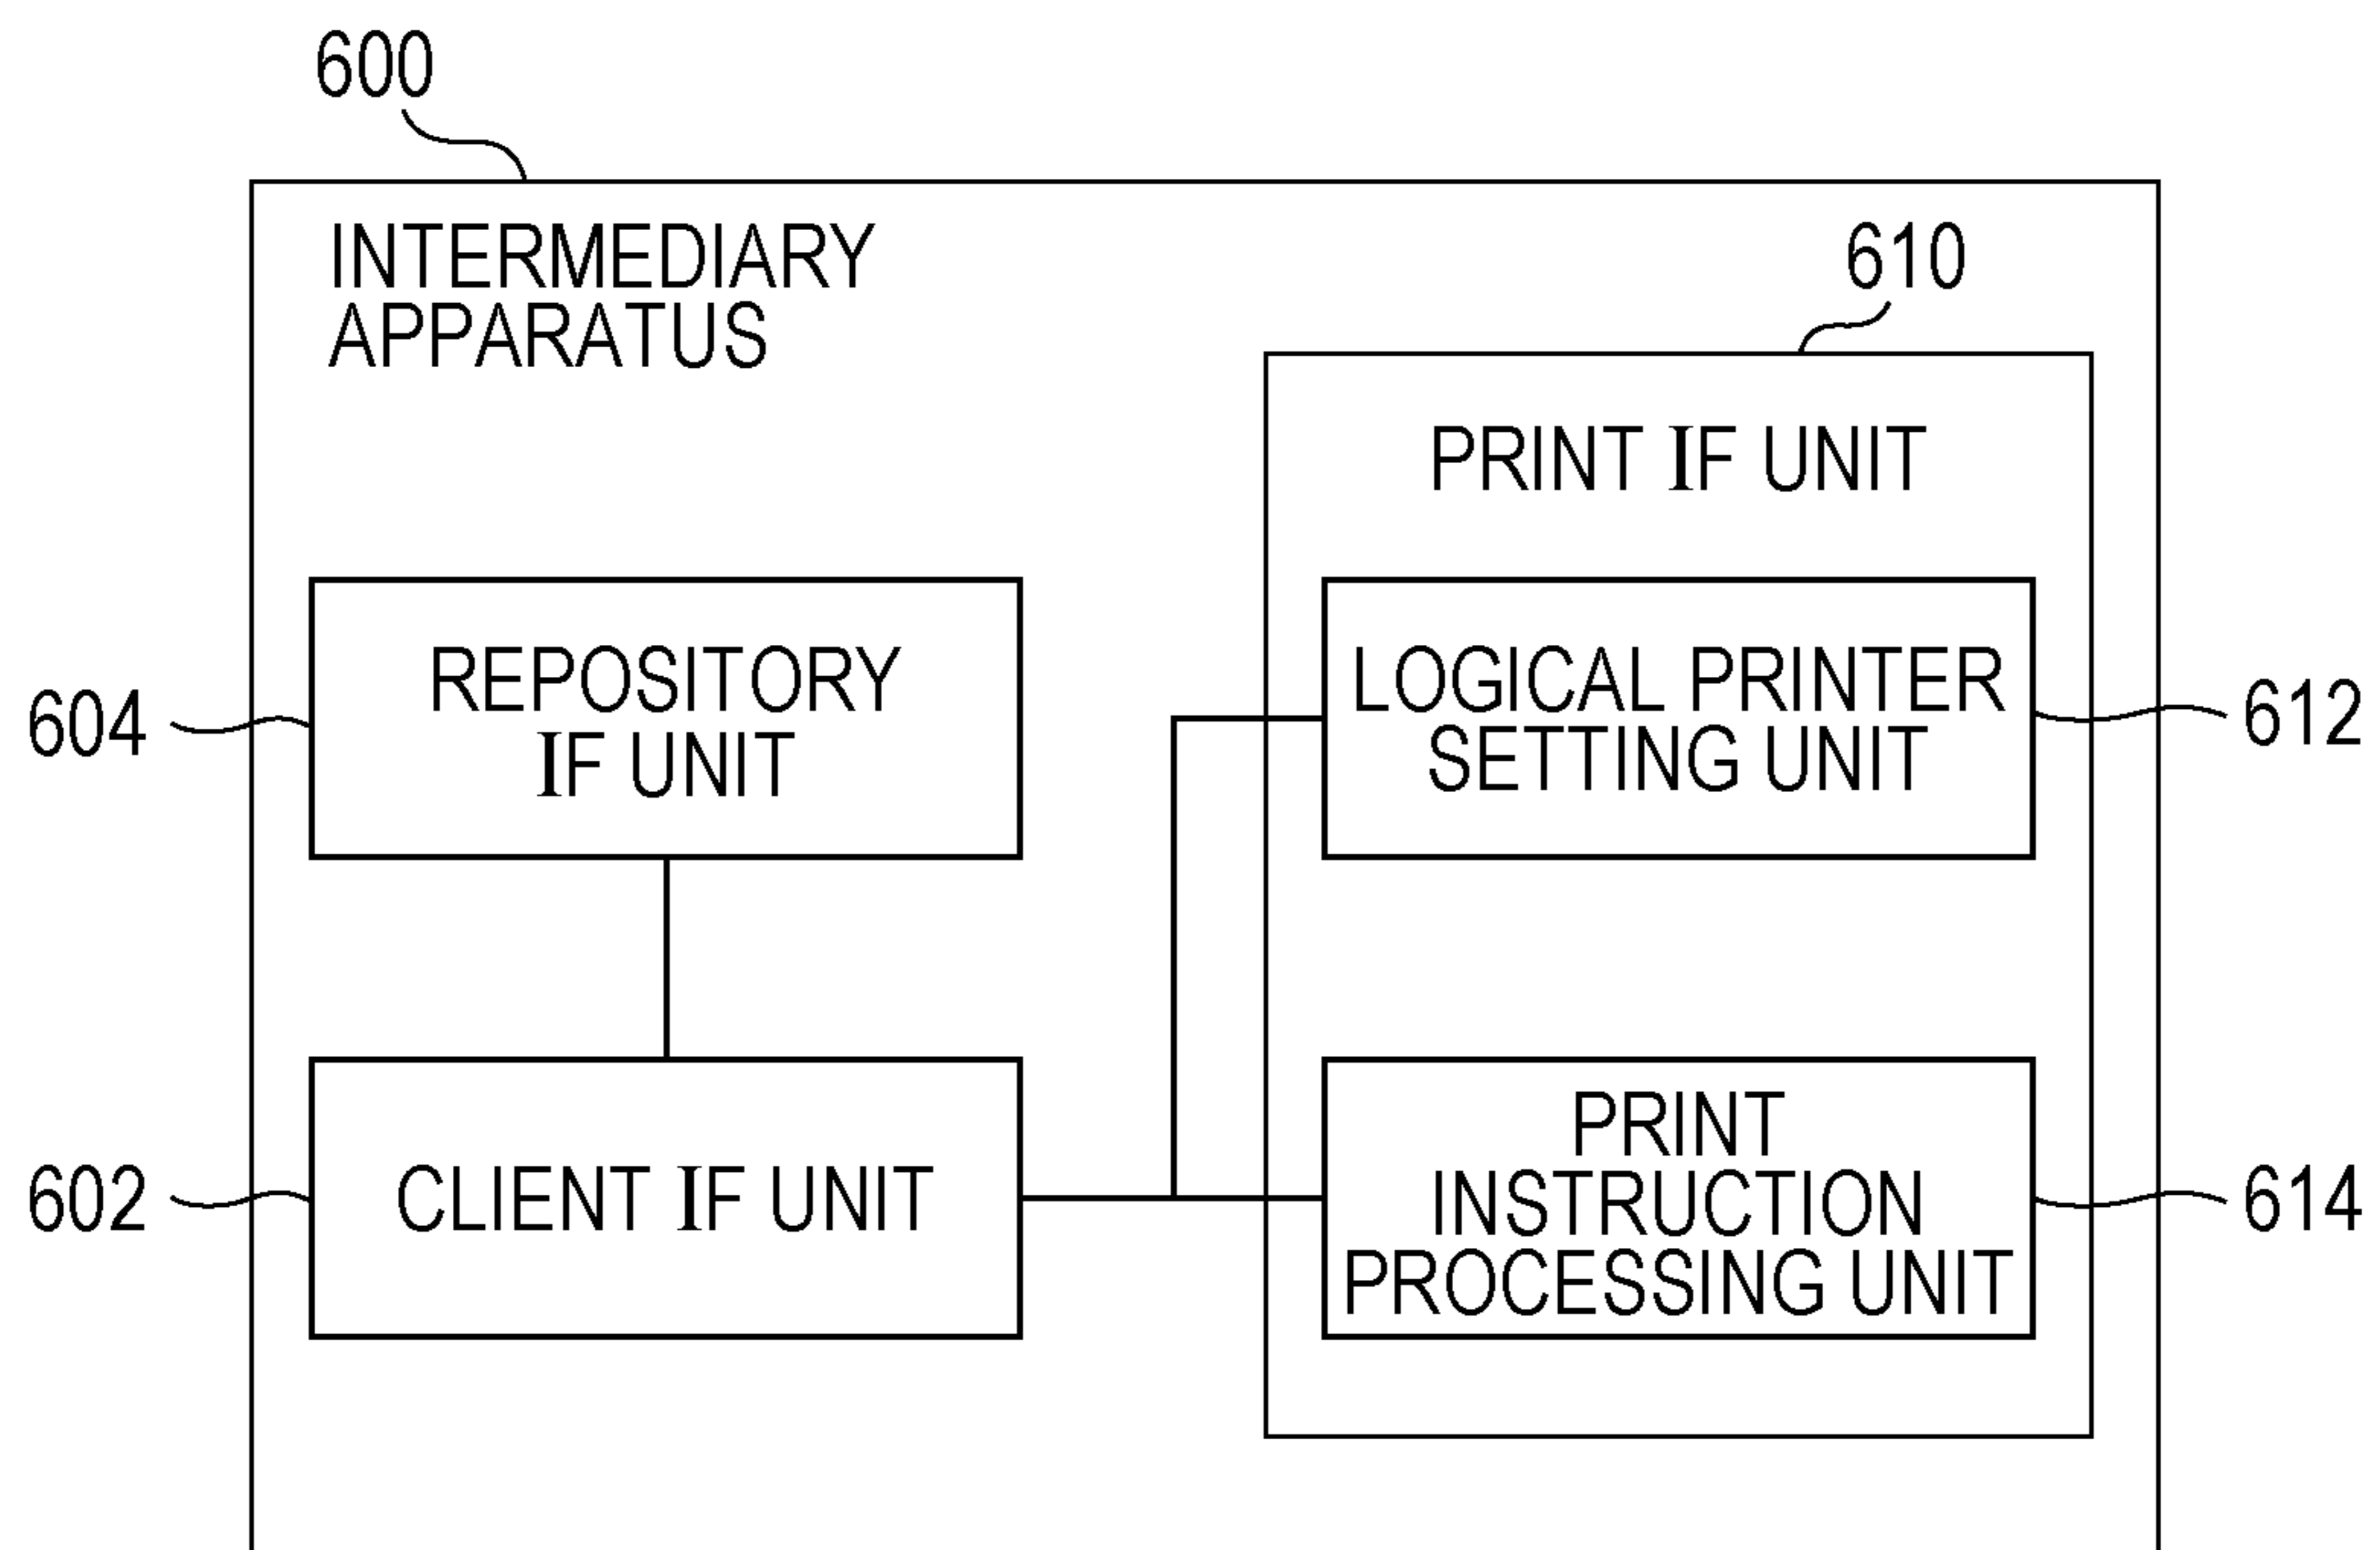 600
INTERMEDIARY
APPARATUS
610
PRINT IF UNIT
REPOSITORY
IF UNIT
604
LOGICAL PRINTER
SETTING UNIT
612
CLIENT IF UNIT
602
PRINT
INSTRUCTION
PROCESSING UNIT
614